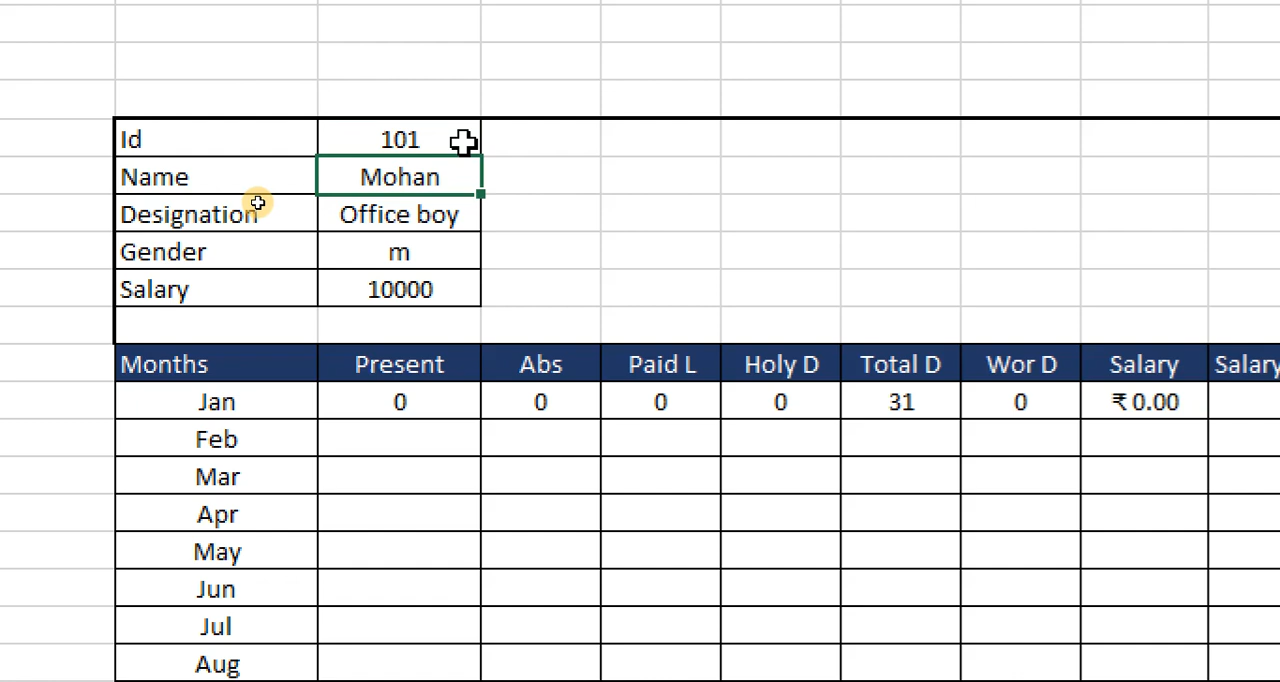 Id 101
Name Mohan
Designation Office boy
Gender m
Salary 10000
Months Present Abs Paid L Holy D Total D Wor D Salary Salary
Jan 0 0 0 0 31 0 ₹ 0.00
Feb
Mar
Apr
May
Jun
Jul
Aug